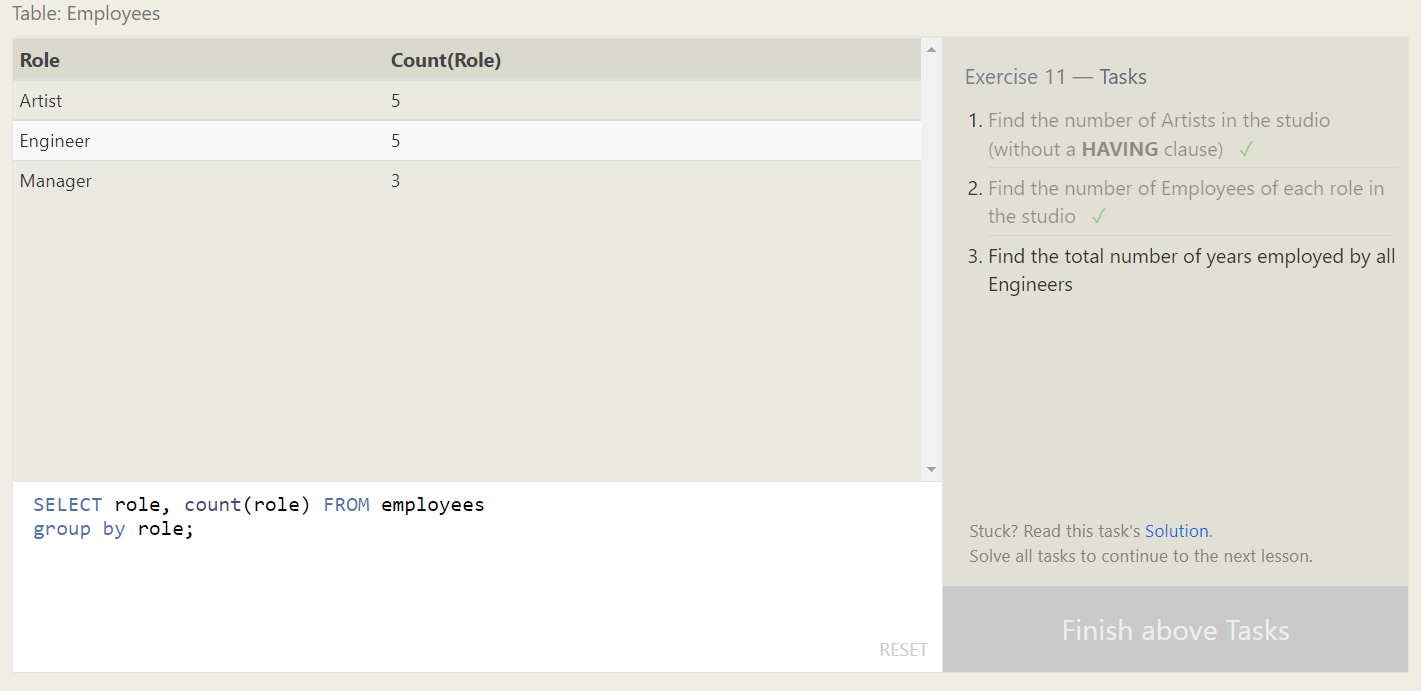 Table: Employees
Role Count(Role)
Artist 5
Engineer 5
Manager 3
SELECT role, count(role) FROM employees
group by role;
RESET
Exercise 11 — Tasks
1. Find the number of Artists in the studio
(without a HAVING clause) ✓
2. Find the number of Employees of each role in
the studio ✓
3. Find the total number of years employed by all
Engineers
Stuck? Read this task's Solution.
Solve all tasks to continue to the next lesson.
Finish above Tasks